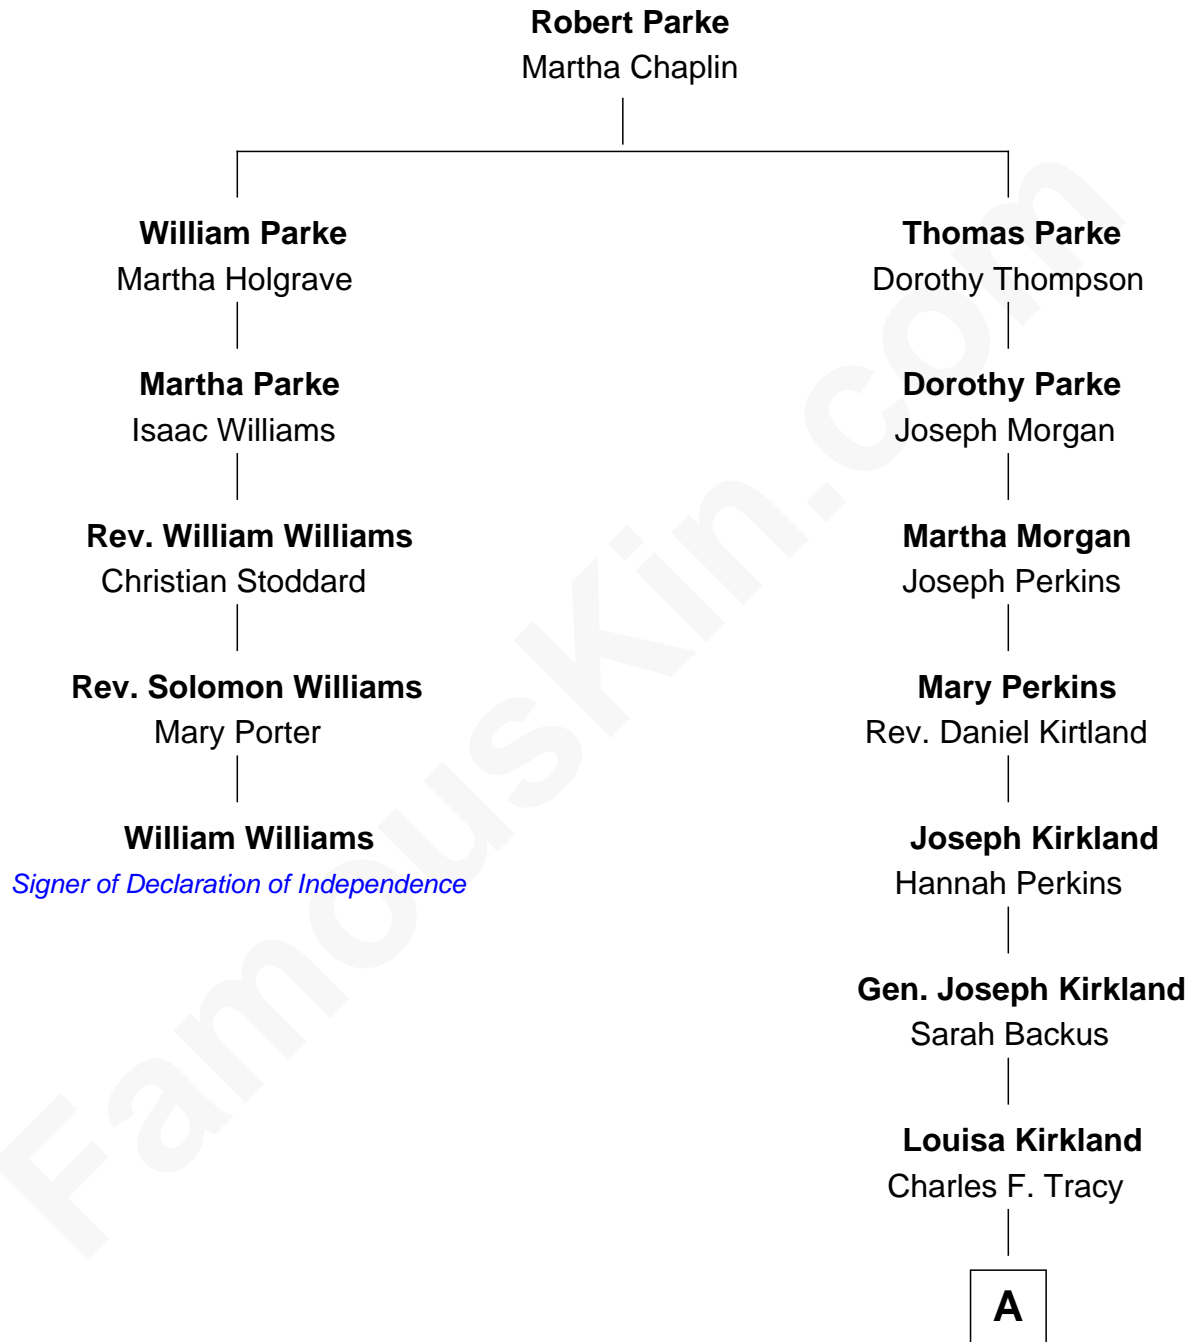 Robert Parke
Martha Chaplin
William Parke
Martha Holgrave
Thomas Parke
Dorothy Thompson
Martha Parke
Isaac Williams
Dorothy Parke
Joseph Morgan
Rev. William Williams
Christian Stoddard
Martha Morgan
Joseph Perkins
Rev. Solomon Williams
Mary Porter
Mary Perkins
Rev. Daniel Kirtland
William Williams
Signer of Declaration of Independence
Joseph Kirkland
Hannah Perkins
Gen. Joseph Kirkland
Sarah Backus
Louisa Kirkland
Charles F. Tracy
A
FamousKin.com